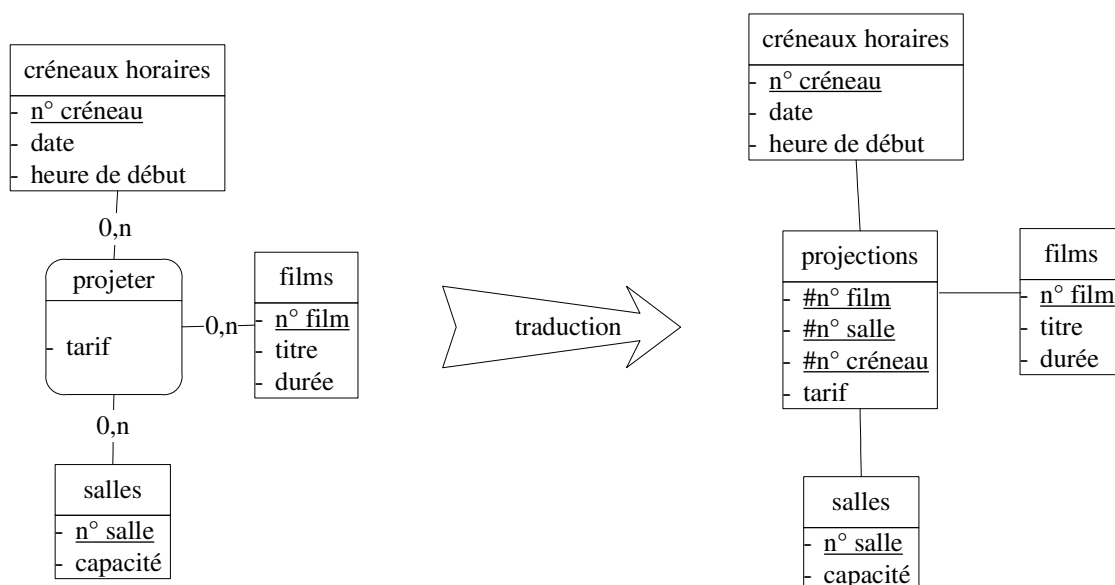 créneaux horaires
- n° créneau
- date
- heure de début
0,n
projeter
- tarif
0,n
films
- n° film
- titre
- durée
0,n
salles
- n° salle
- capacité
traduction
créneaux horaires
- n° créneau
- date
- heure de début
projections
- #n° film
- #n° salle
- #n° créneau
- tarif
films
- n° film
- titre
- durée
salles
- n° salle
- capacité